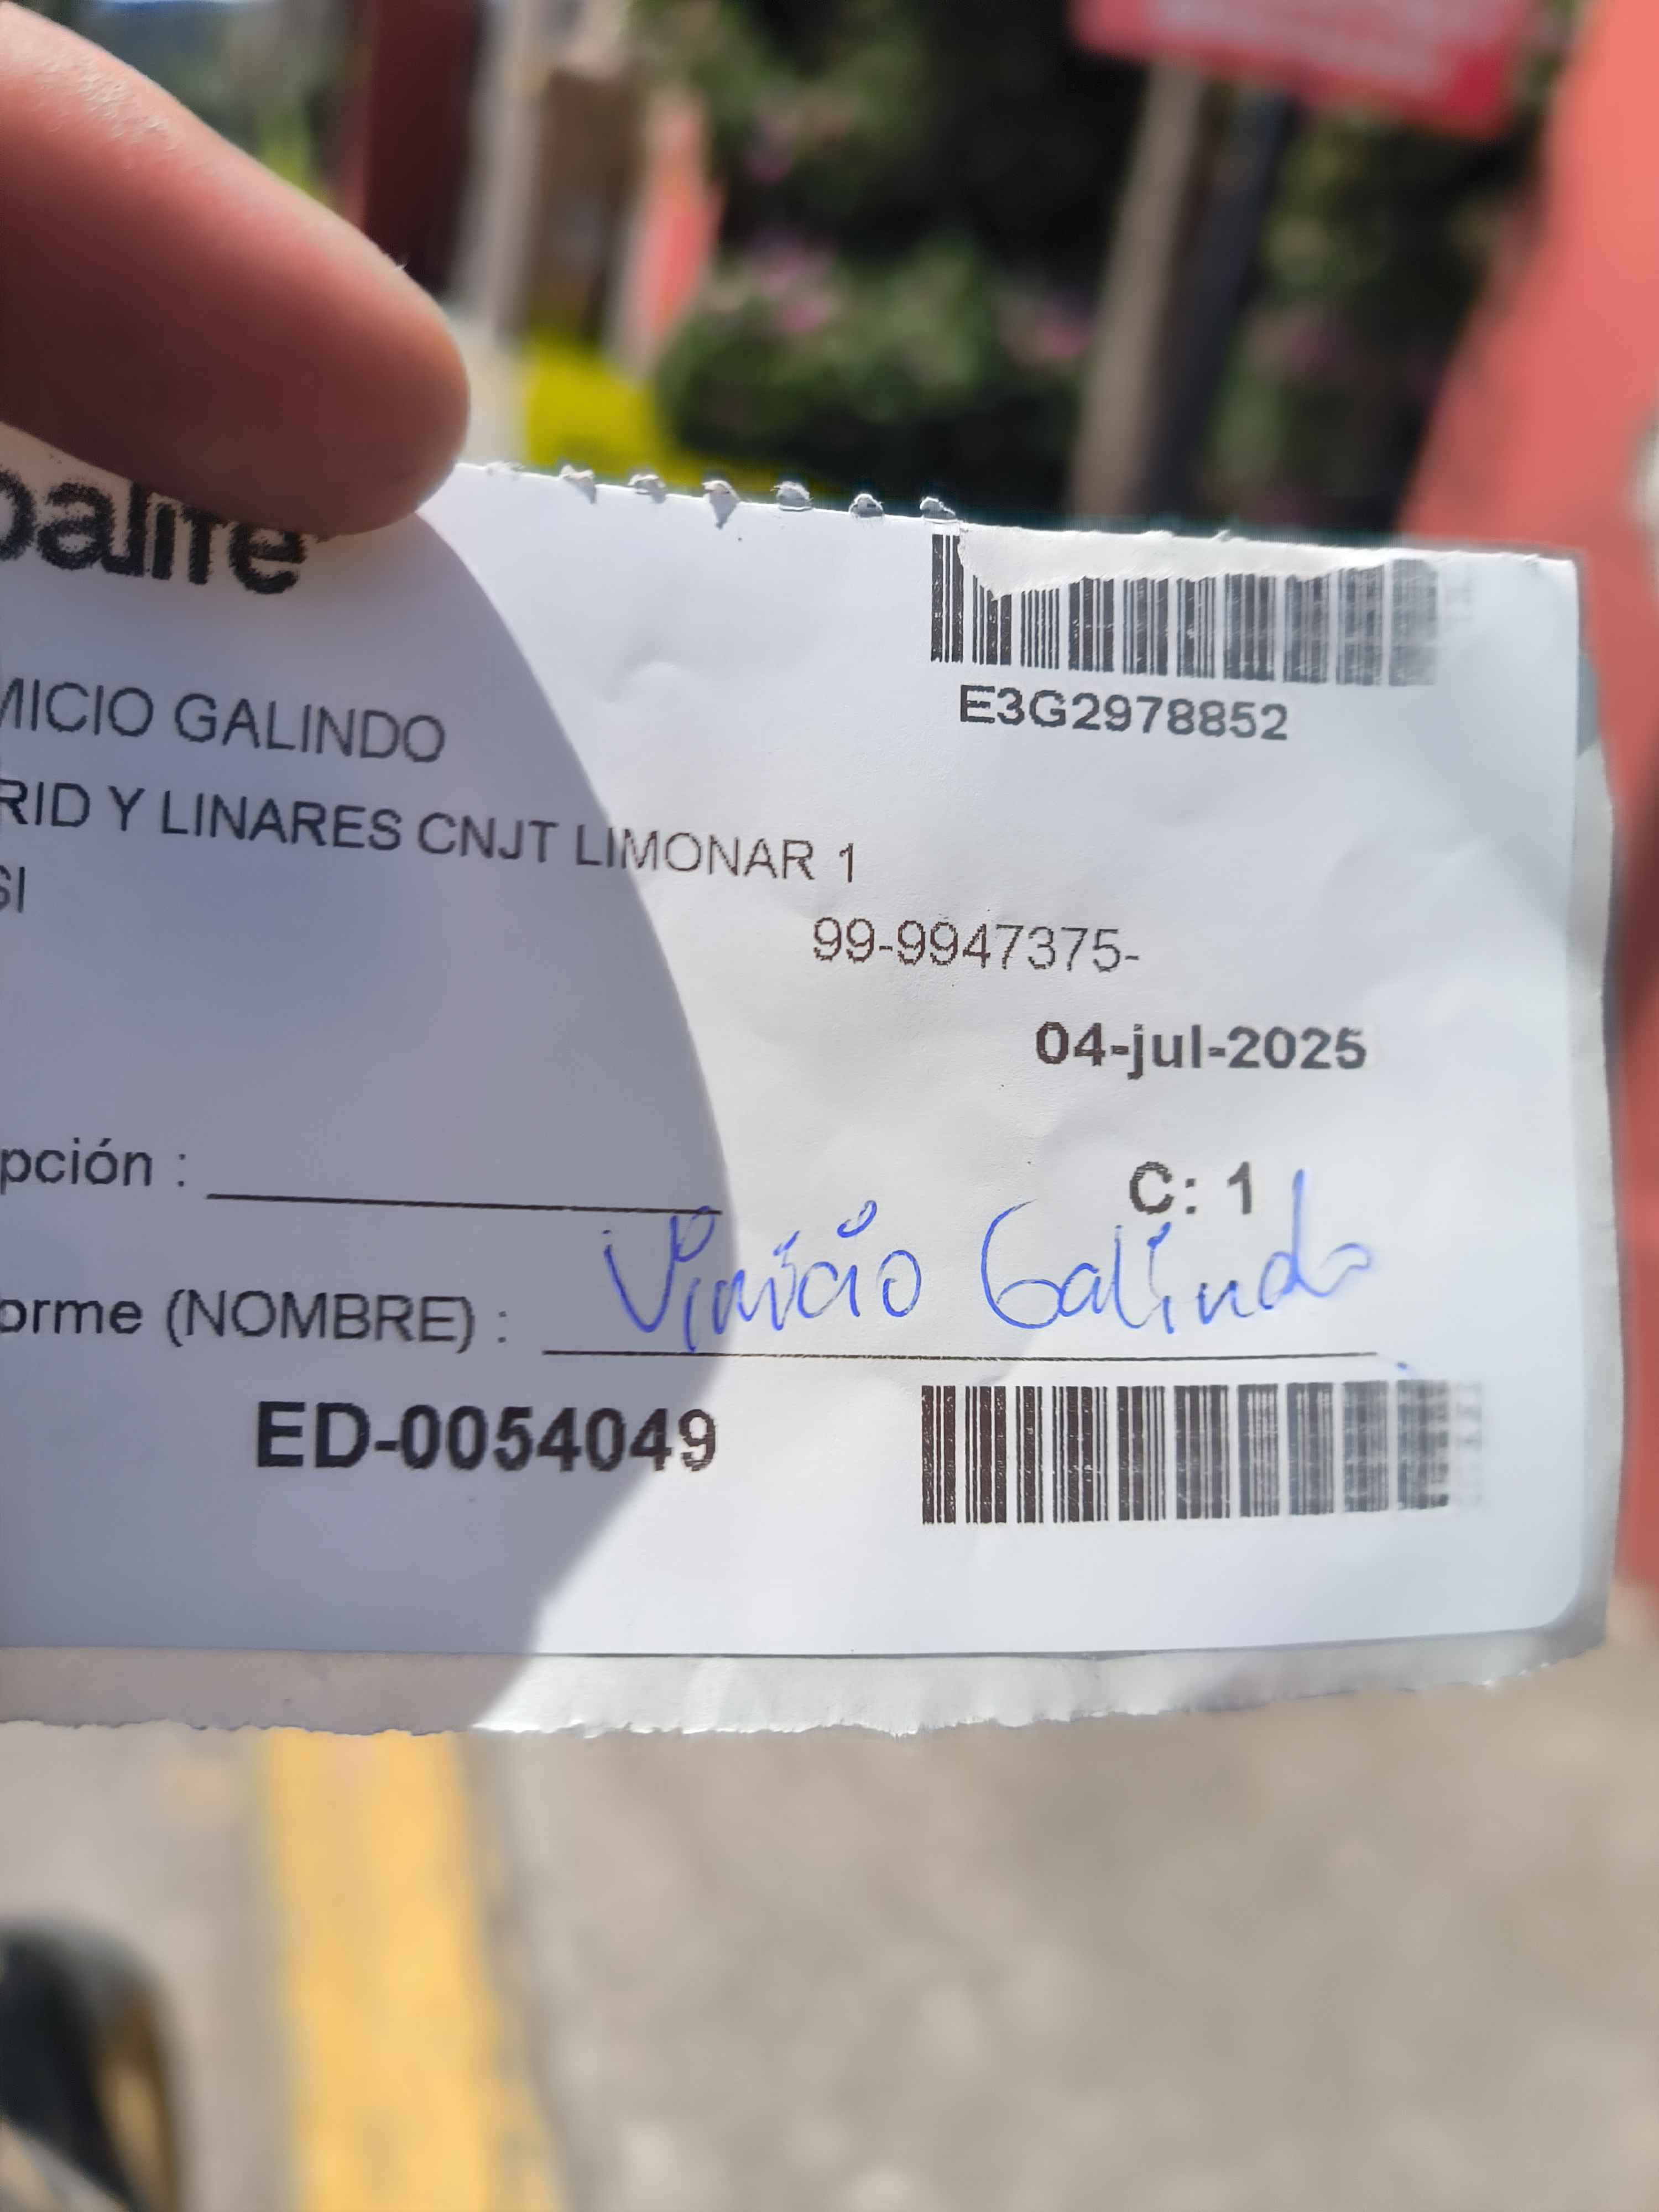 balife
MICIO GALINDO
E3G2978852
RID Y LINARES CNJT LIMONAR 1
SI
99-9947375-
04-jul-2025
pción : C: 1
orme (NOMBRE) : Vinicio Galindo
ED-0054049